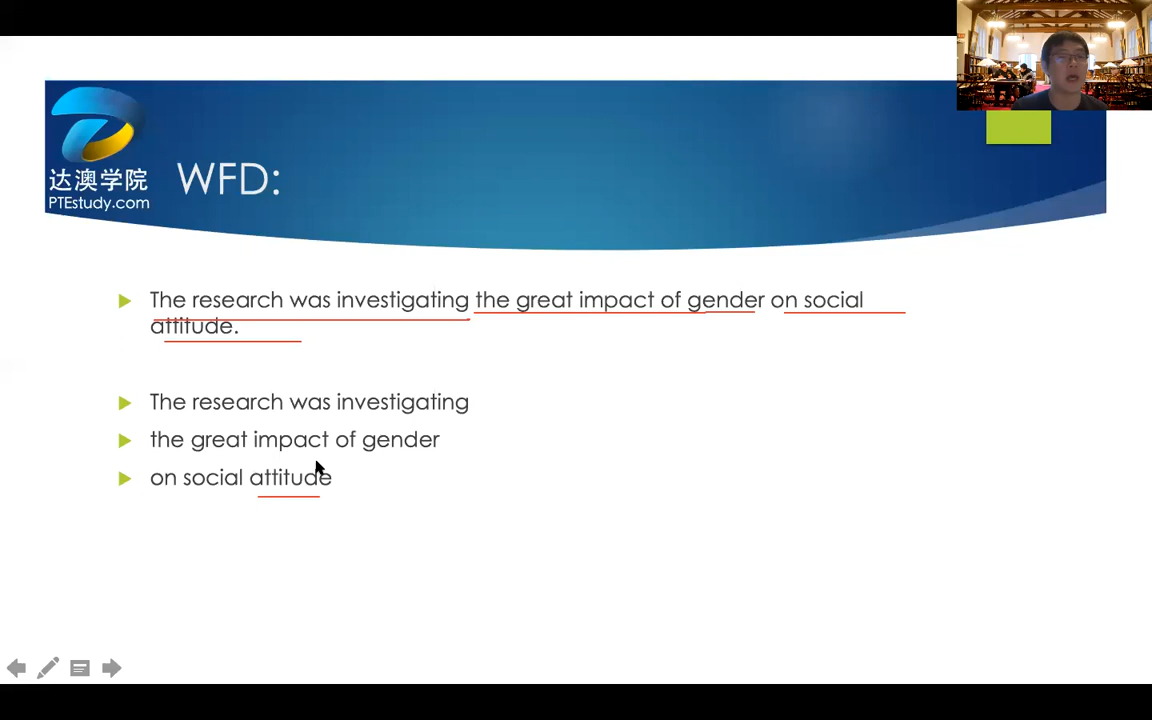 达澳学院
PTEstudy.com
WFD:
The research was investigating the great impact of gender on social
attitude.
The research was investigating
the great impact of gender
on social attitude